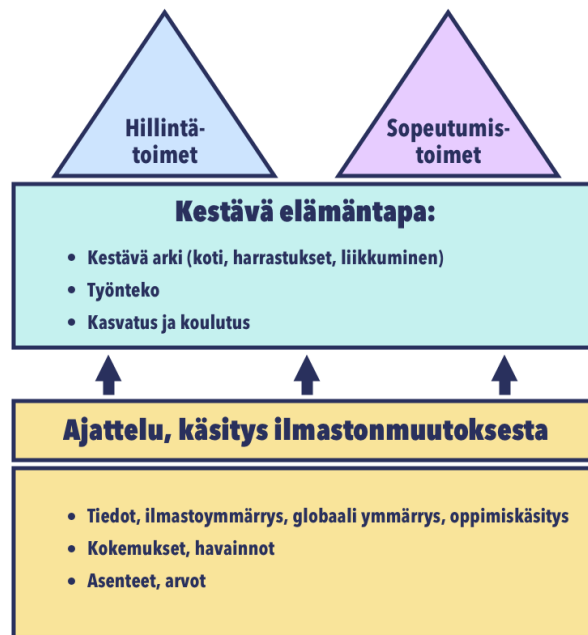 Hillintä-
toimet
Sopeutumis-
toimet
Kestävä elämäntapa:
• Kestävä arki (koti, harrastukset, liikkuminen)
• Työnteko
• Kasvatus ja koulutus
Ajattelu, käsitys ilmastonmuutoksesta
• Tiedot, ilmastoymmärrys, globaali ymmärrys, oppimiskäsitys
• Kokemukset, havainnot
• Asenteet, arvot